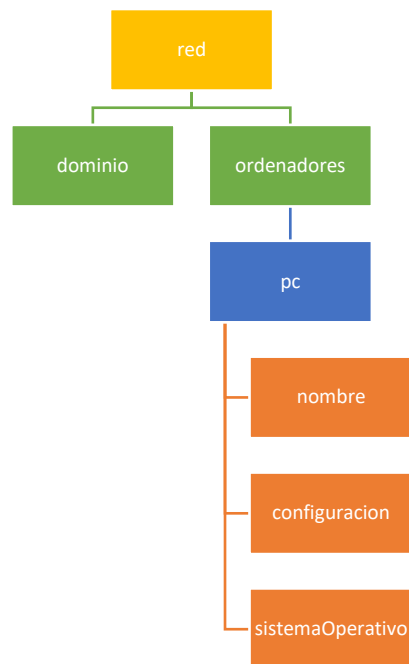 red
dominio
ordenadores
pc
nombre
configuracion
sistemaOperativo